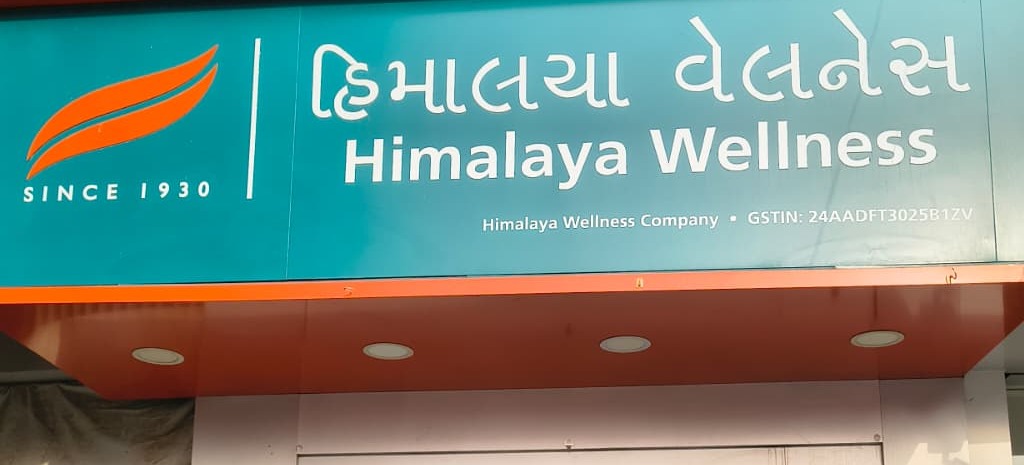 SINCE 1930
હિમાલયા વેલનેસ
Himalaya Wellness
Himalaya Wellness Company • GSTIN: 24AADFT3025B1ZV